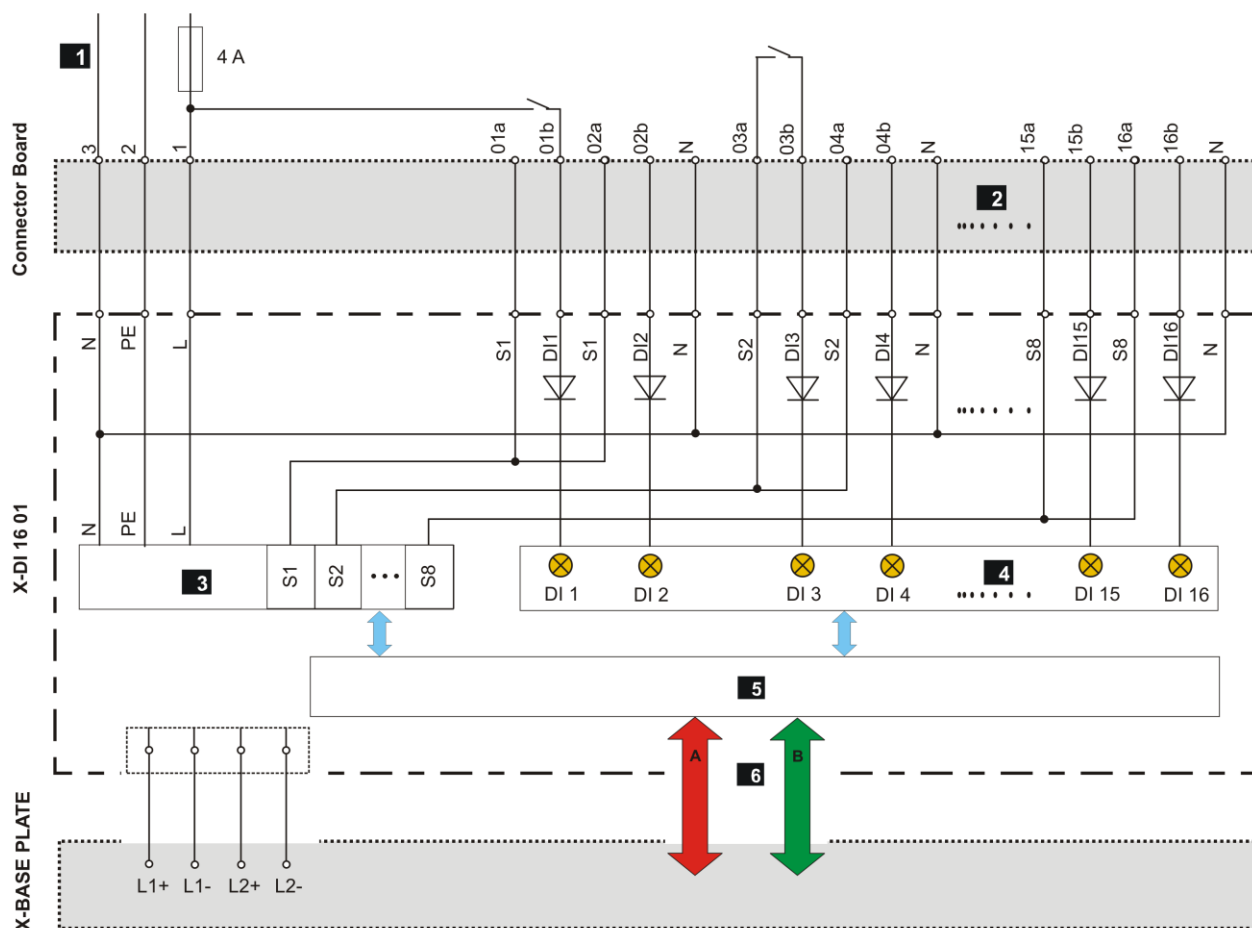 1
4 A
3
2
1
01a
01b
02a
02b
N
03a
03b
04a
04b
N
15a
15b
16a
16b
N
Connector Board
2
N
PE
L
S1
DI1
S1
DI2
N
S2
DI3
S2
DI4
N
S8
DI15
S8
DI16
N
X-DI 16 01
N
PE
L
3
S1
S2
S8
4
DI 1
DI 2
DI 3
DI 4
DI 15
DI 16
5
A
B
6
X-BASE PLATE
L1+
L1-
L2+
L2-